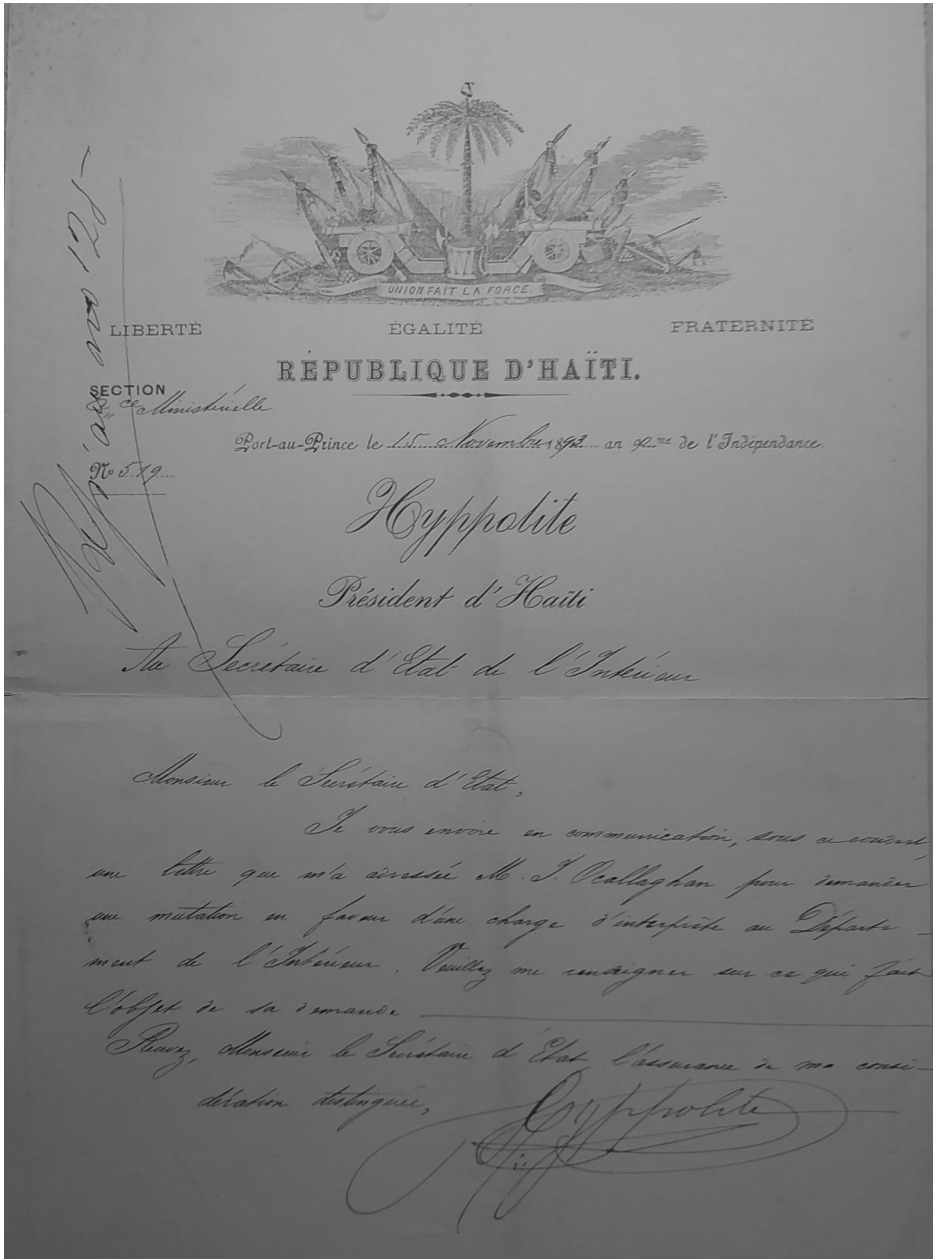 UNION FAIT LA FORCE
LIBERTÉ ÉGALITÉ FRATERNITÉ
RÉPUBLIQUE D'HAÏTI.
SECTION
Ministérielle
Port-au-Prince le 15 Novembre 1892 an 92me de l'Indépendance
No 519
Hyppolite
Président d'Haïti
Au Secrétaire d'Etat de l'Intérieur
Monsieur le Secrétaire d'Etat,
Je vous envoie en communication, sous ce couvert,
une lettre que m'a adressée M. J. Ocallaghan pour demander
une mutation en faveur d'une charge d'interprète au Départe-
ment de l'Intérieur. Veuillez me renseigner sur ce qui fait
l'objet de sa demande
Recevez, Monsieur le Secrétaire d'Etat, l'assurance de ma consi-
dération distinguée,
Hyppolite